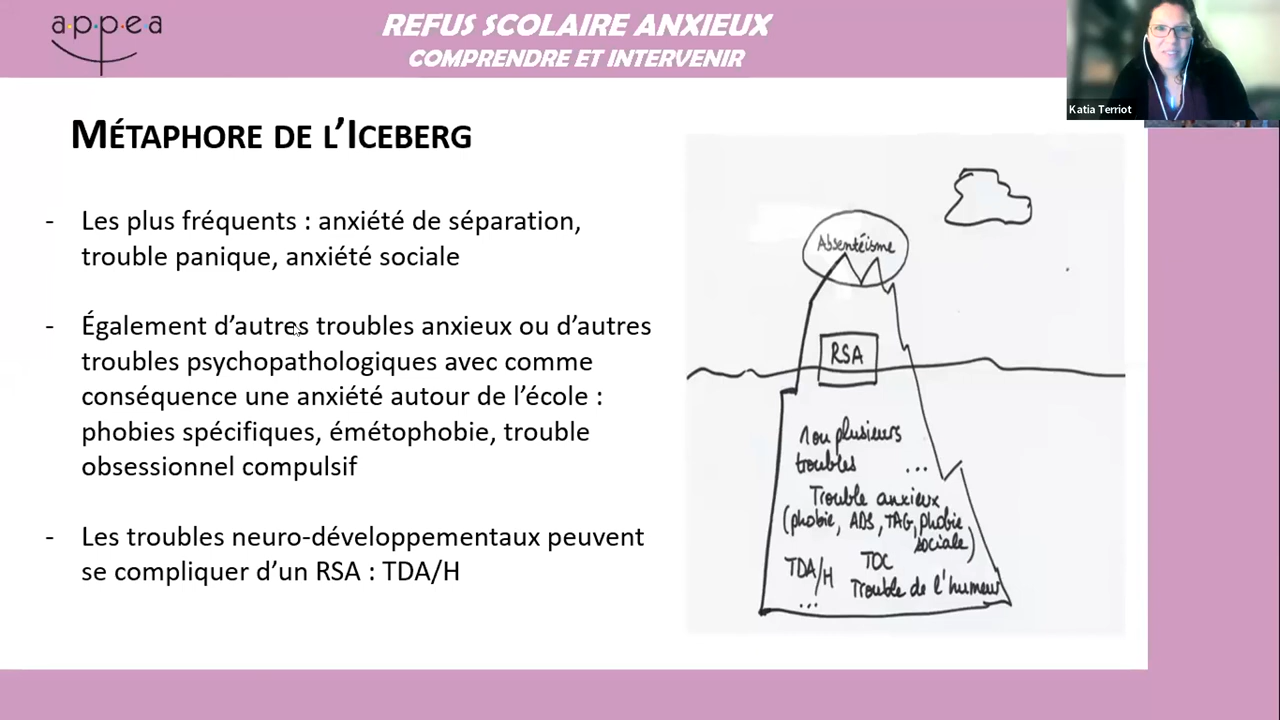 appea
REFUS SCOLAIRE ANXIEUX
COMPRENDRE ET INTERVENIR
Katia Terriot
MÉTAPHORE DE L’ICEBERG
- Les plus fréquents : anxiété de séparation,
trouble panique, anxiété sociale
- Également d’autres troubles anxieux ou d’autres
troubles psychopathologiques avec comme
conséquence une anxiété autour de l’école :
phobies spécifiques, émétophobie, trouble
obsessionnel compulsif
- Les troubles neuro-développementaux peuvent
se compliquer d’un RSA : TDA/H
Absentéisme
RSA
1 ou plusieurs
troubles ...
Trouble anxieux
(phobie, ADS, TAG, phobie
sociale)
TDA/H TOC
Trouble de l'humeur
...